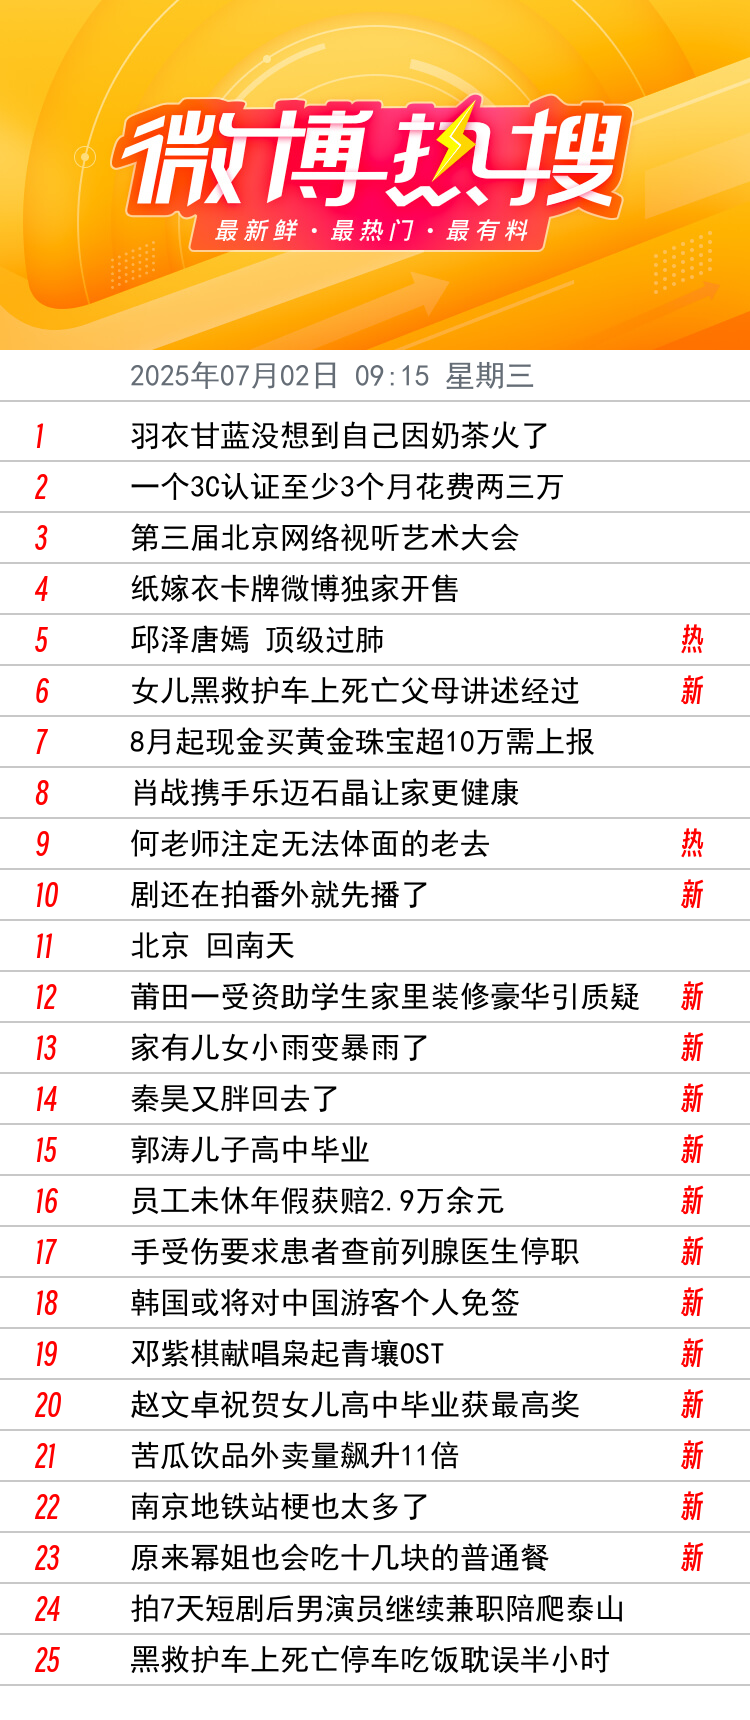 微博热搜
最新鲜·最热门·最有料
2025年07月02日 09:15 星期三
1 羽衣甘蓝没想到自己因奶茶火了
2 一个3C认证至少3个月花费两三万
3 第三届北京网络视听艺术大会
4 纸嫁衣卡牌微博独家开售
5 邱泽唐嫣 顶级过肺 热
6 女儿黑救护车上死亡父母讲述经过 新
7 8月起现金买黄金珠宝超10万需上报
8 肖战携手乐迈石晶让家更健康
9 何老师注定无法体面的老去 热
10 剧还在拍番外就先播了 新
11 北京 回南天
12 莆田一受资助学生家里装修豪华引质疑 新
13 家有儿女小雨变暴雨了 新
14 秦昊又胖回去了 新
15 郭涛儿子高中毕业 新
16 员工未休年假获赔2.9万余元 新
17 手受伤要求患者查前列腺医生停职 新
18 韩国或将对中国游客个人免签 新
19 邓紫棋献唱枭起青壤OST 新
20 赵文卓祝贺女儿高中毕业获最高奖 新
21 苦瓜饮品外卖量飙升11倍 新
22 南京地铁站梗也太多了 新
23 原来幂姐也会吃十几块的普通餐 新
24 拍7天短剧后男演员继续兼职陪爬泰山
25 黑救护车上死亡停车吃饭耽误半小时